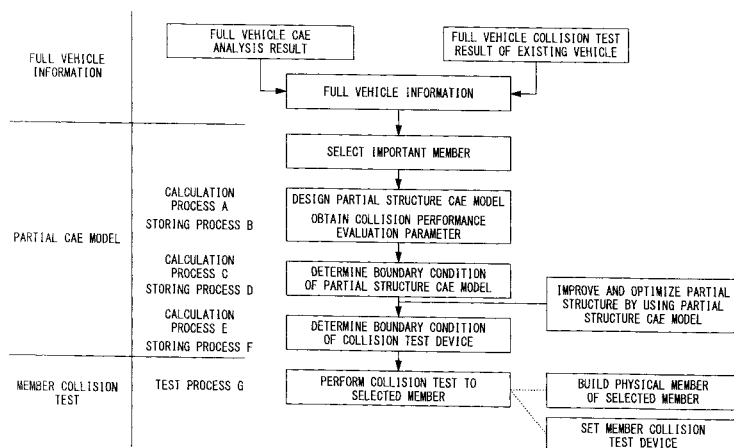 FULL VEHICLE CAE
ANALYSIS RESULT
FULL VEHICLE COLLISION TEST
RESULT OF EXISTING VEHICLE
FULL VEHICLE
INFORMATION
FULL VEHICLE INFORMATION
SELECT IMPORTANT MEMBER
PARTIAL CAE MODEL
CALCULATION
PROCESS A
STORING PROCESS B
DESIGN PARTIAL STRUCTURE CAE MODEL
OBTAIN COLLISION PERFORMANCE
EVALUATION PARAMETER
CALCULATION
PROCESS C
STORING PROCESS D
DETERMINE BOUNDARY CONDITION
OF PARTIAL STRUCTURE CAE MODEL
IMPROVE AND OPTIMIZE PARTIAL
STRUCTURE BY USING PARTIAL
STRUCTURE CAE MODEL
CALCULATION
PROCESS E
STORING PROCESS F
DETERMINE BOUNDARY CONDITION
OF COLLISION TEST DEVICE
MEMBER COLLISION
TEST
TEST PROCESS G
PERFORM COLLISION TEST TO
SELECTED MEMBER
BUILD PHYSICAL MEMBER
OF SELECTED MEMBER
SET MEMBER COLLISION
TEST DEVICE